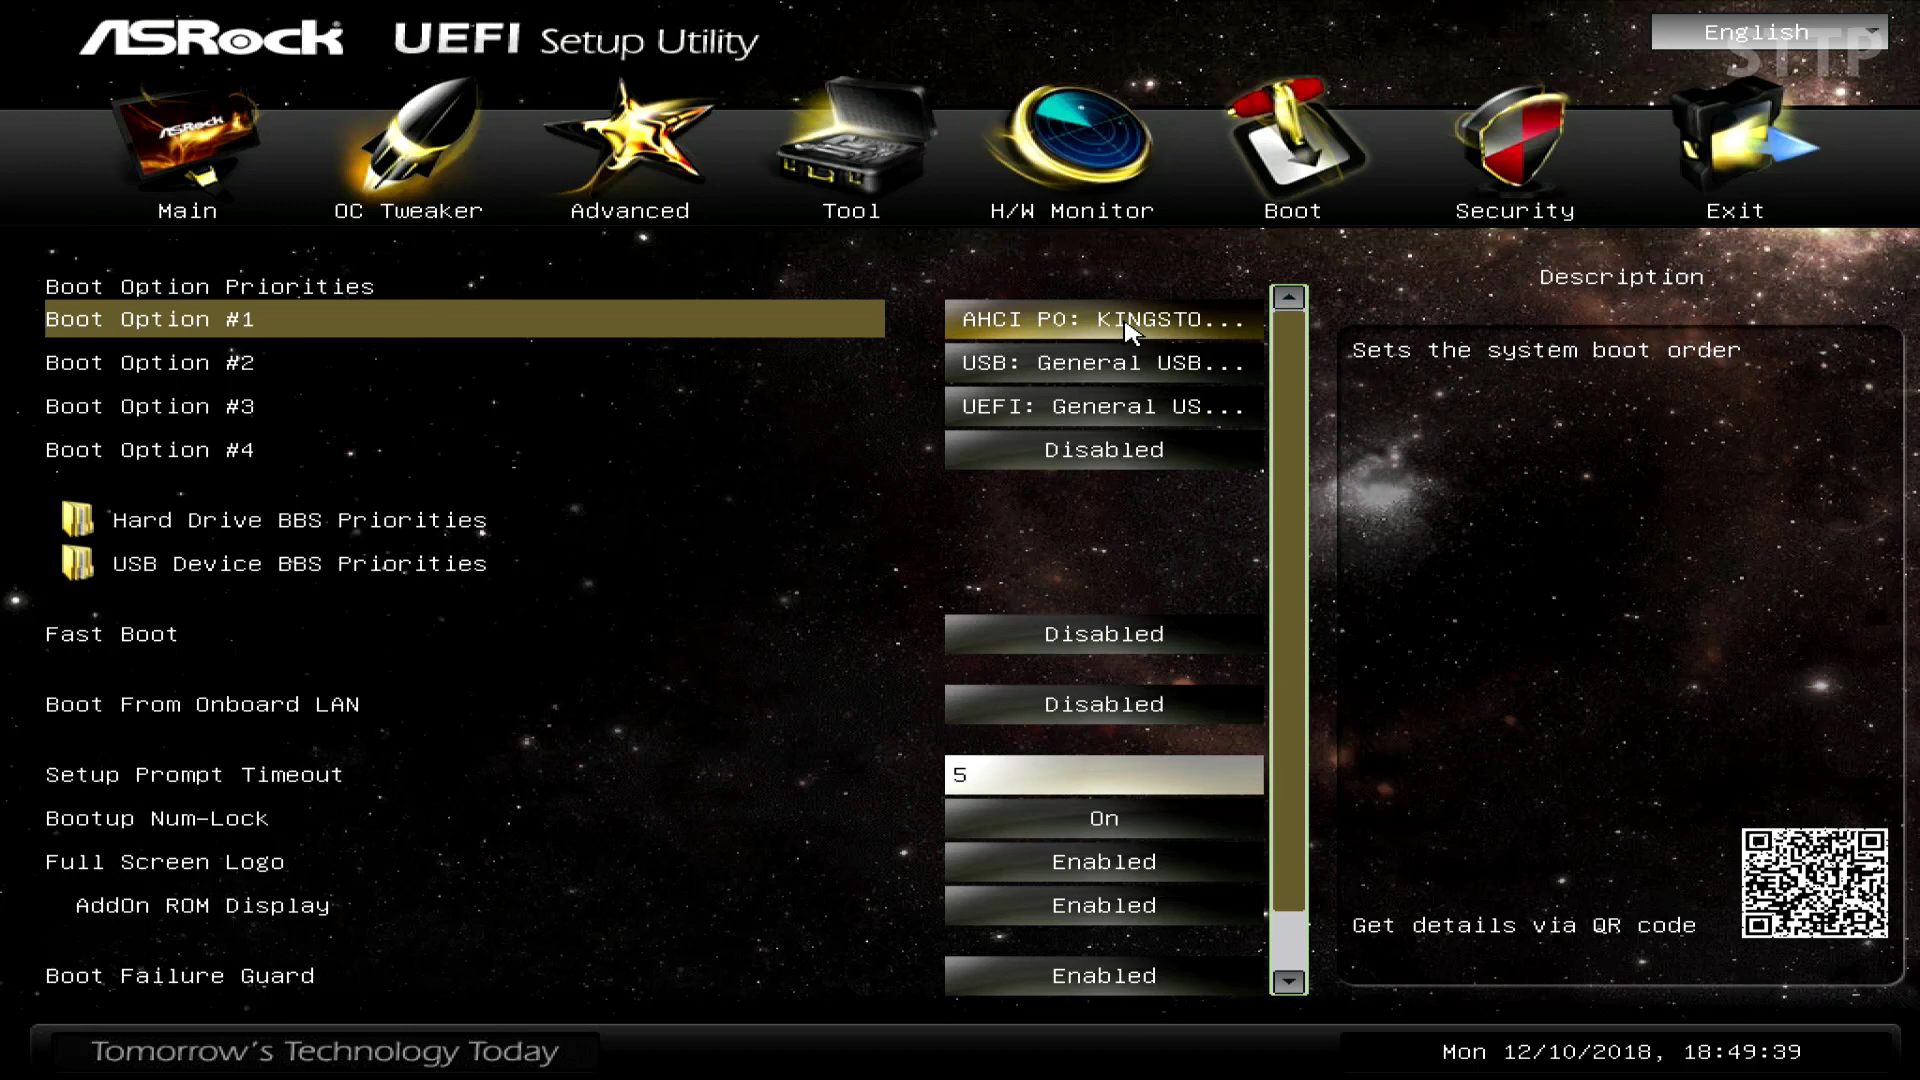 ASRock UEFI Setup Utility
English
STTP
ASRock
Main OC Tweaker Advanced Tool H/W Monitor Boot Security Exit
Boot Option Priorities
Boot Option #1 AHCI P0: KINGSTO...
Boot Option #2 USB: General USB...
Boot Option #3 UEFI: General US...
Boot Option #4 Disabled
Hard Drive BBS Priorities
USB Device BBS Priorities
Fast Boot Disabled
Boot From Onboard LAN Disabled
Setup Prompt Timeout 5
Bootup Num-Lock On
Full Screen Logo Enabled
AddOn ROM Display Enabled
Boot Failure Guard Enabled
Description
Sets the system boot order
Get details via QR code
Tomorrow's Technology Today
Mon 12/10/2018, 18:49:39